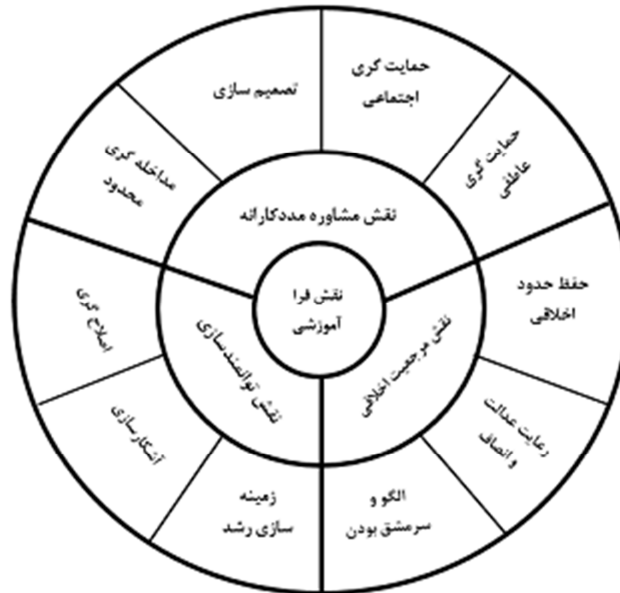 حمایت گری
اجتماعی
تصمیم سازی
حمایت گری
عاطفی
مداخله گری
محدود
نقش مشاوره مددکارانه
حفظ حدود
اخلاقی
نقش فرا
آموزشی
اصلاح گری
نقش توانمندسازی
نقش مرجعیت اخلاقی
رعایت عدالت
و انصاف
آشکارسازی
زمینه
سازی رشد
الگو و
سرمشق بودن